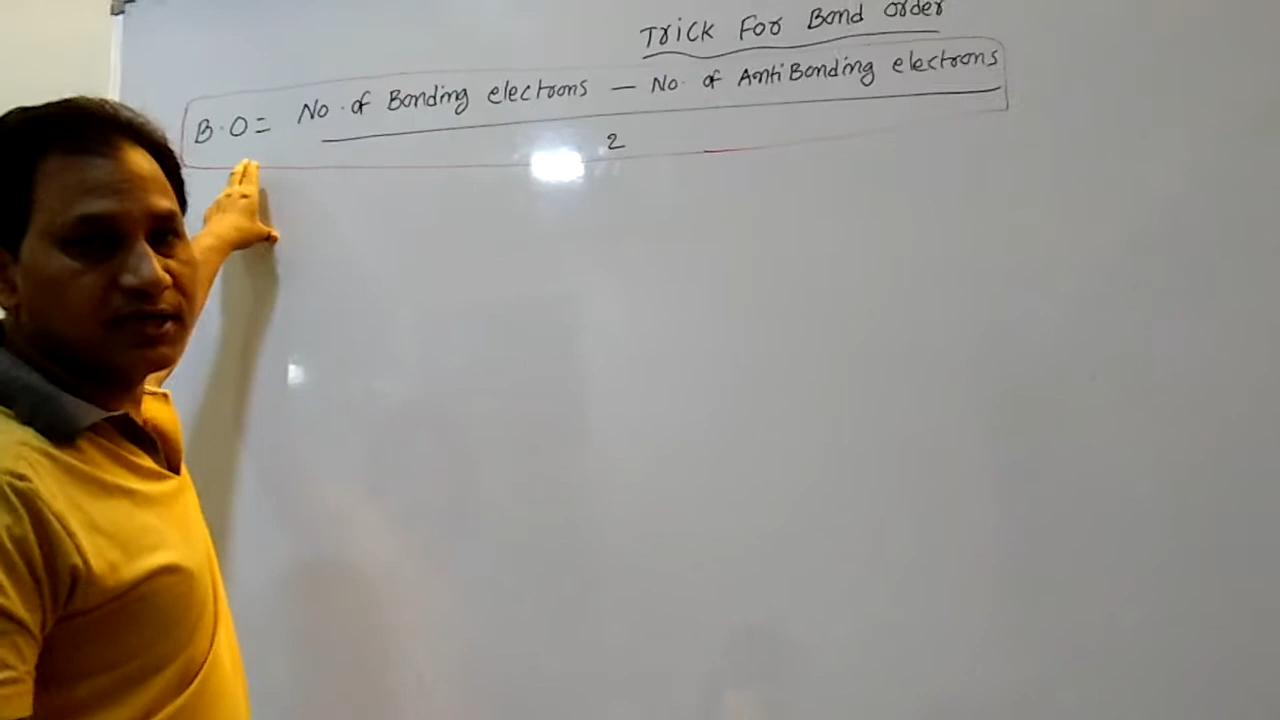 Trick For Bond order
B.O = No. of Bonding electrons — No. of AntiBonding electrons
2